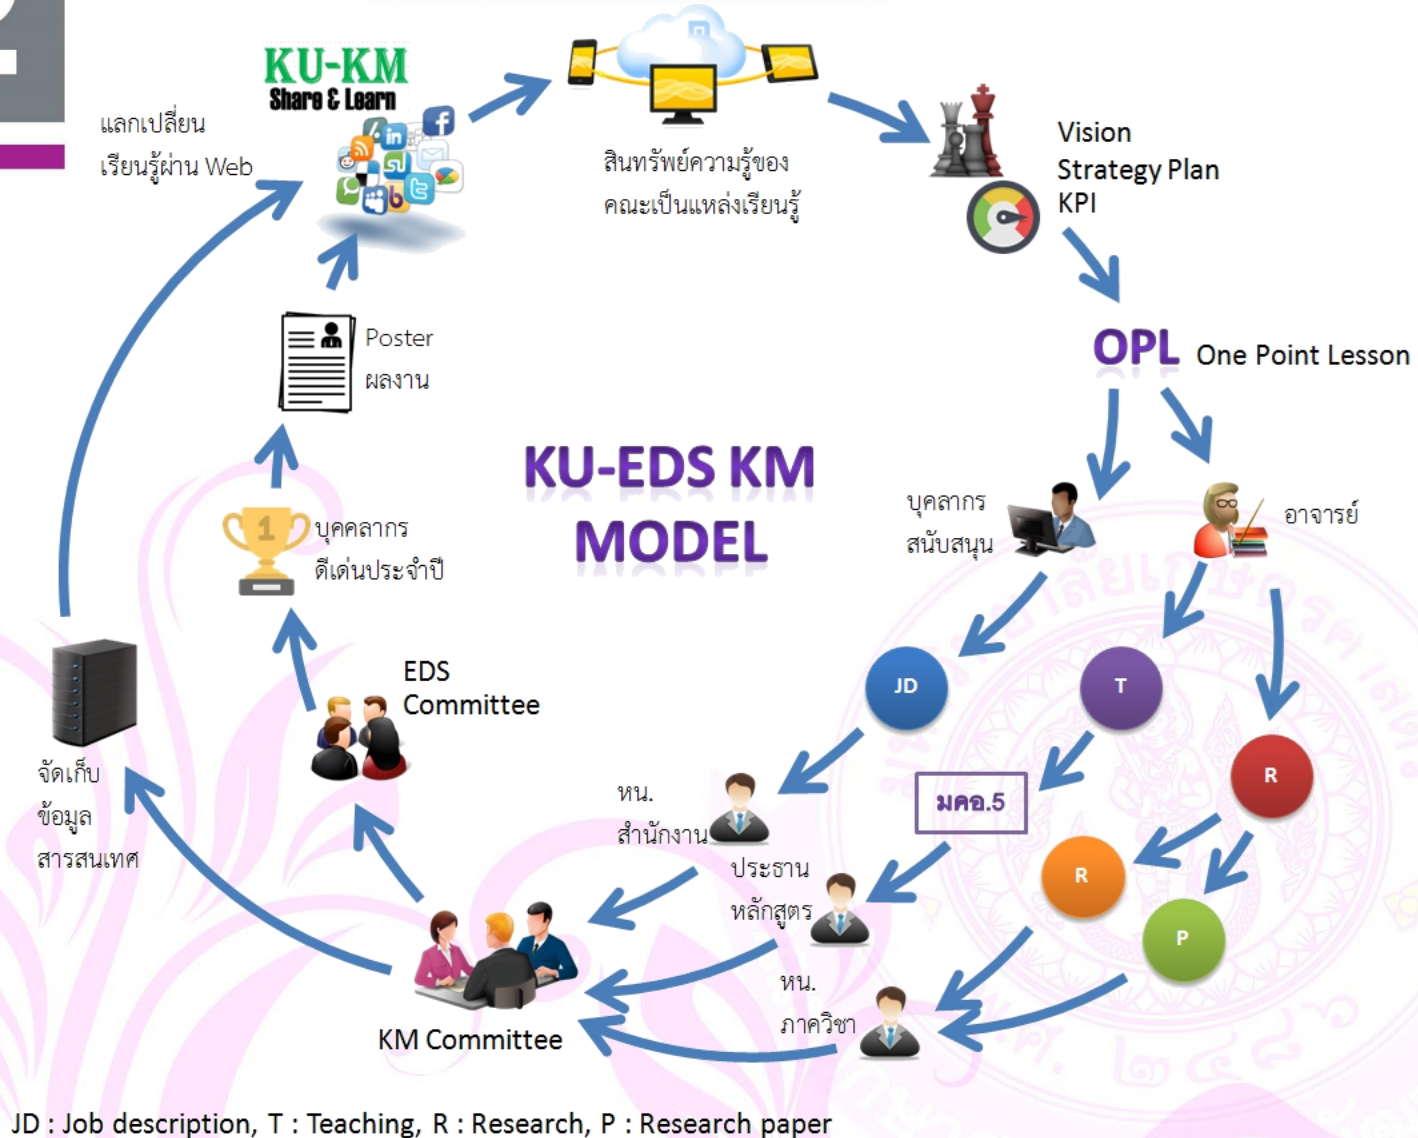 KU-KM
Share & Learn
แลกเปลี่ยน
เรียนรู้ผ่าน Web
สินทรัพย์ความรู้ของ
คณะเป็นแหล่งเรียนรู้
Vision
Strategy Plan
KPI
OPL One Point Lesson
Poster
ผลงาน
KU-EDS KM
MODEL
บุคลากร
สนับสนุน
อาจารย์
1
บุคคลากร
ดีเด่นประจำปี
EDS
Committee
JD
T
R
มคอ.5
R
P
จัดเก็บ
ข้อมูล
สารสนเทศ
หน.
สำนักงาน
ประธาน
หลักสูตร
หน.
ภาควิชา
KM Committee
พ.ศ. ๒๔๘๖
JD : Job description, T : Teaching, R : Research, P : Research paper